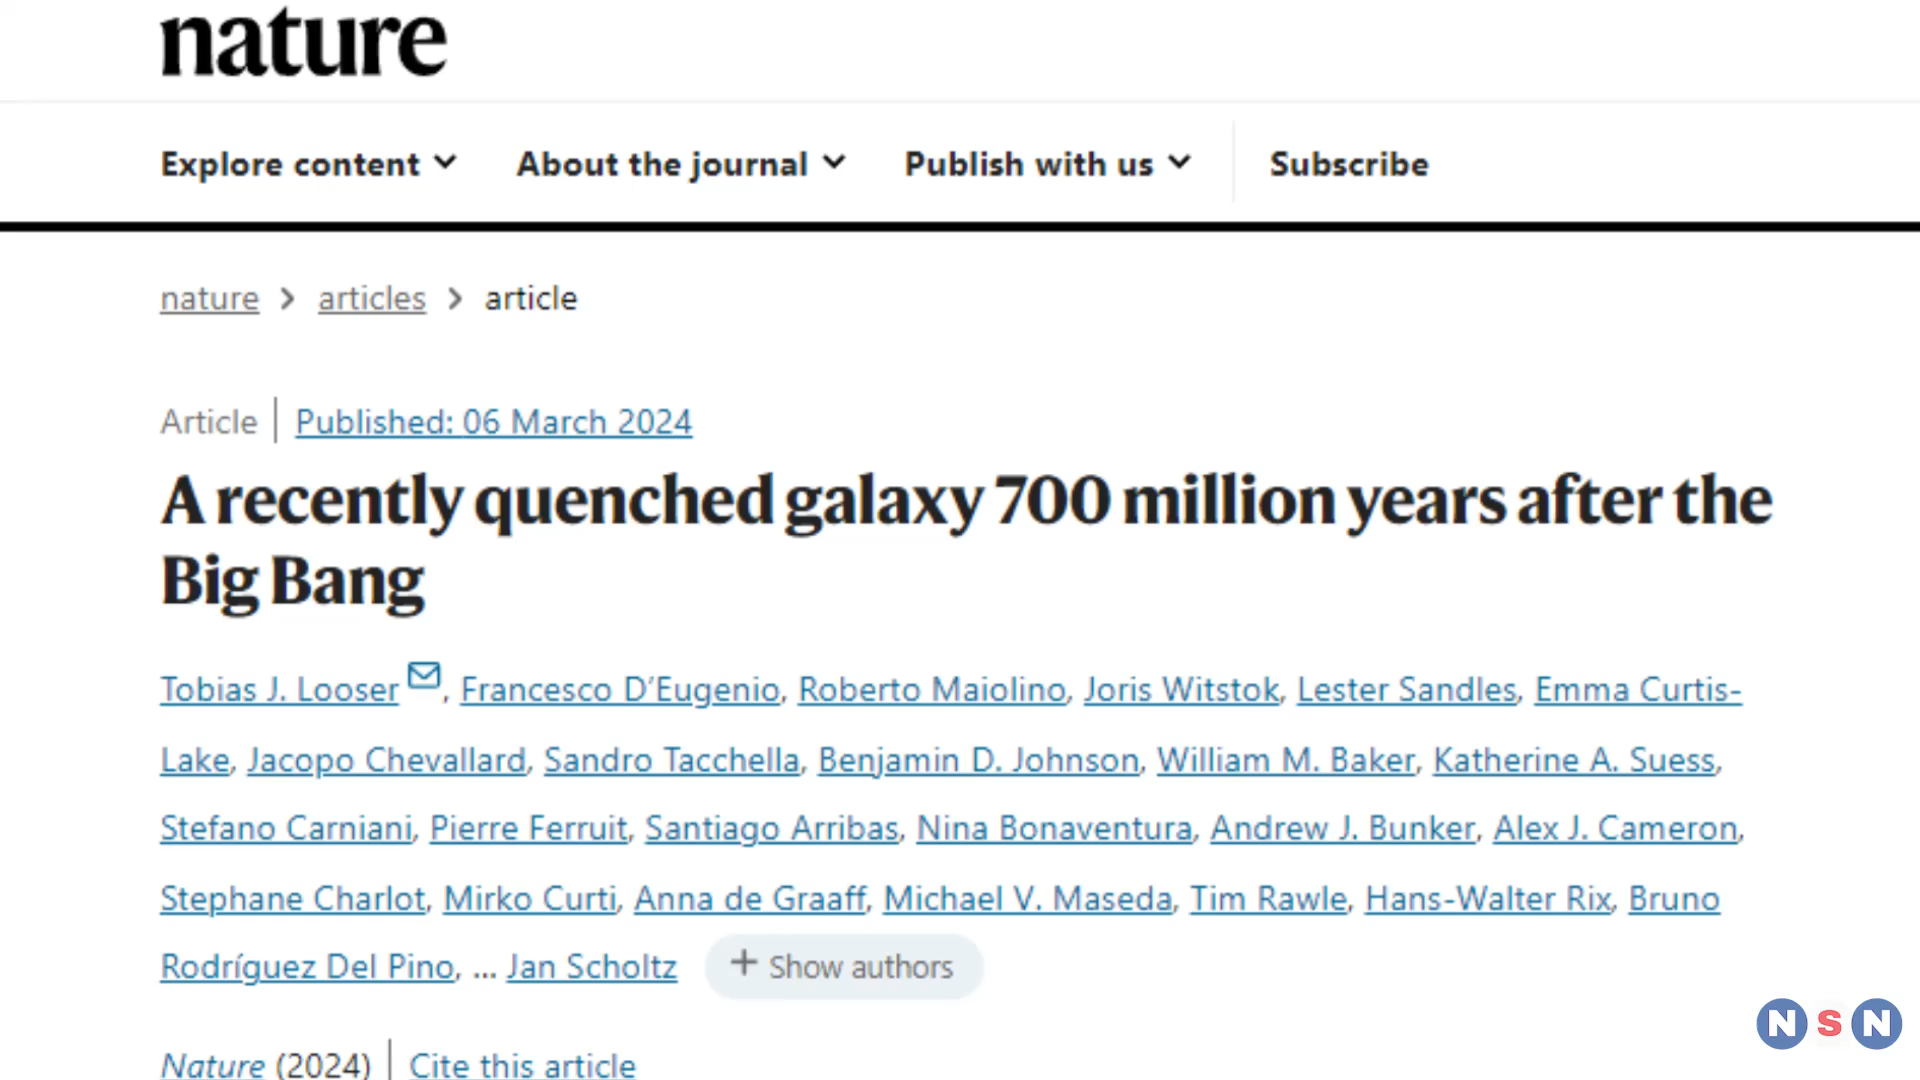 nature
Explore content About the journal Publish with us Subscribe
nature > articles > article
Article | Published: 06 March 2024
A recently quenched galaxy 700 million years after the
Big Bang
Tobias J. Looser, Francesco D’Eugenio, Roberto Maiolino, Joris Witstok, Lester Sandles, Emma Curtis-
Lake, Jacopo Chevallard, Sandro Tacchella, Benjamin D. Johnson, William M. Baker, Katherine A. Suess,
Stefano Carniani, Pierre Ferruit, Santiago Arribas, Nina Bonaventura, Andrew J. Bunker, Alex J. Cameron,
Stephane Charlot, Mirko Curti, Anna de Graaff, Michael V. Maseda, Tim Rawle, Hans-Walter Rix, Bruno
Rodríguez Del Pino, ... Jan Scholtz + Show authors
Nature (2024) | Cite this article
N S N